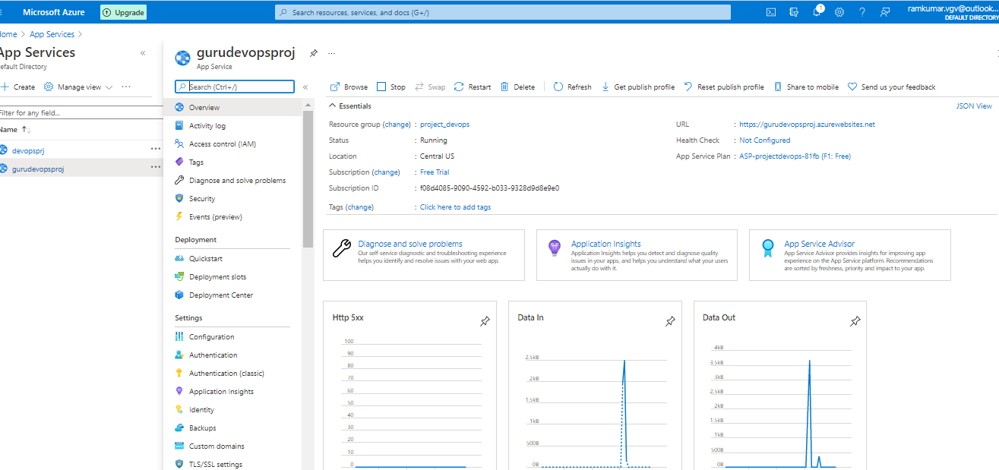 Microsoft Azure
Upgrade
Search resources, services, and docs (G+/)
1
ramkumar.vgv@outlook...
DEFAULT DIRECTORY
Home > App Services >
App Services
Default Directory
«
+ Create
Manage view
...
Filter for any field...
Name ↑↓
devopsprj
...
gurudevopsproj
...
gurudevopsproj
...
App Service
Search (Ctrl+/)
«
Overview
Activity log
Access control (IAM)
Tags
Diagnose and solve problems
Security
Events (preview)
Deployment
Quickstart
Deployment slots
Deployment Center
Settings
Configuration
Authentication
Authentication (classic)
Application Insights
Identity
Backups
Custom domains
TLS/SSL settings
Browse
Stop
Swap
Restart
Delete
Refresh
Get publish profile
Reset publish profile
Share to mobile
Send us your feedback
Essentials
JSON View
Resource group (change) : project_devops
Status : Running
Location : Central US
Subscription (change) : Free Trial
Subscription ID : f08d4085-9090-4592-b033-9328d9d8e9e0
Tags (change) : Click here to add tags
URL : https://gurudevopsproj.azurewebsites.net
Health Check : Not Configured
App Service Plan : ASP-projectdevops-81fb (F1: Free)
Diagnose and solve problems
Our self-service diagnostic and troubleshooting experience
helps you identify and resolve issues with your web app.
Application Insights
Application Insights helps you detect and diagnose quality
issues in your apps, and helps you understand what your users
actually do with it.
App Service Advisor
App Service Advisor provides insights for improving app
experience on the App Service platform. Recommendations
are sorted by freshness, priority and impact to your app.
Http 5xx
100
90
80
70
60
50
40
30
20
10
0
Data In
2.5kB
2kB
1.5kB
1kB
500B
0B
Data Out
4kB
3.5kB
3kB
2.5kB
2kB
1.5kB
1kB
500B
0B